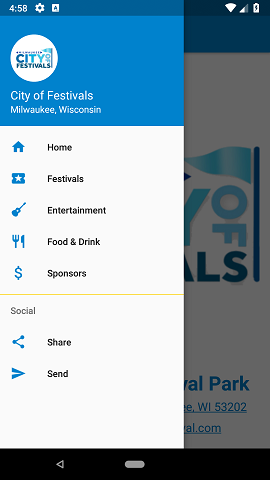 4:58
CITY OF
FESTIVALS
City of Festivals
Milwaukee, Wisconsin
Home
Festivals
Entertainment
Food & Drink
Sponsors
Social
Share
Send
Y OF
ALS
val Park
ee, WI 53202
val.com